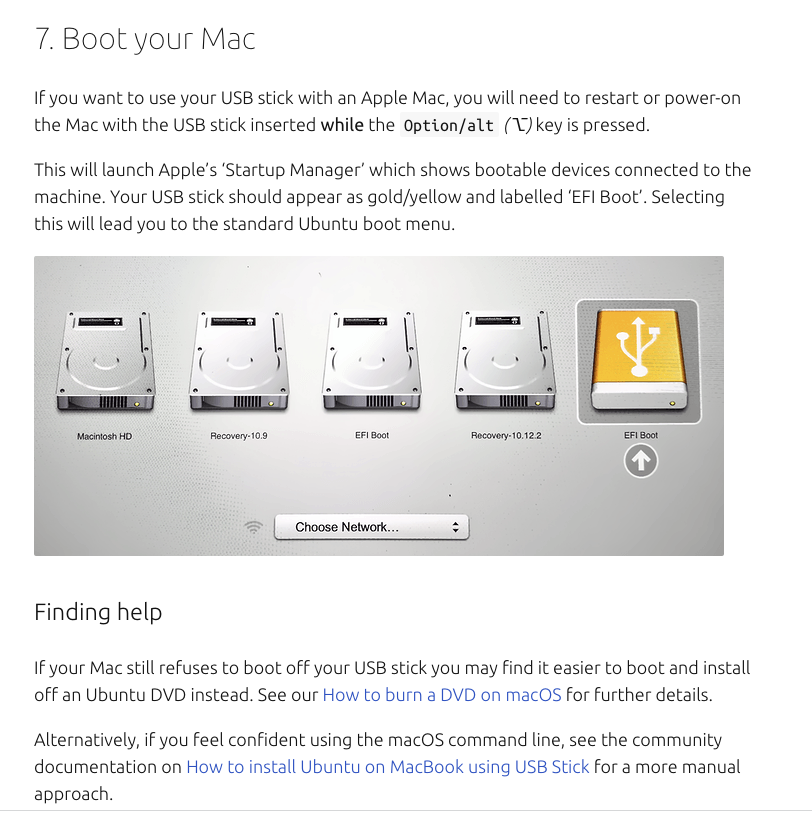 7. Boot your Mac
If you want to use your USB stick with an Apple Mac, you will need to restart or power-on
the Mac with the USB stick inserted while the Option/alt (⌥) key is pressed.
This will launch Apple’s ‘Startup Manager’ which shows bootable devices connected to the
machine. Your USB stick should appear as gold/yellow and labelled ‘EFI Boot’. Selecting
this will lead you to the standard Ubuntu boot menu.
Macintosh HD
Recovery-10.9
EFI Boot
Recovery-10.12.2
EFI Boot
Choose Network...
Finding help
If your Mac still refuses to boot off your USB stick you may find it easier to boot and install
off an Ubuntu DVD instead. See our How to burn a DVD on macOS for further details.
Alternatively, if you feel confident using the macOS command line, see the community
documentation on How to install Ubuntu on MacBook using USB Stick for a more manual
approach.